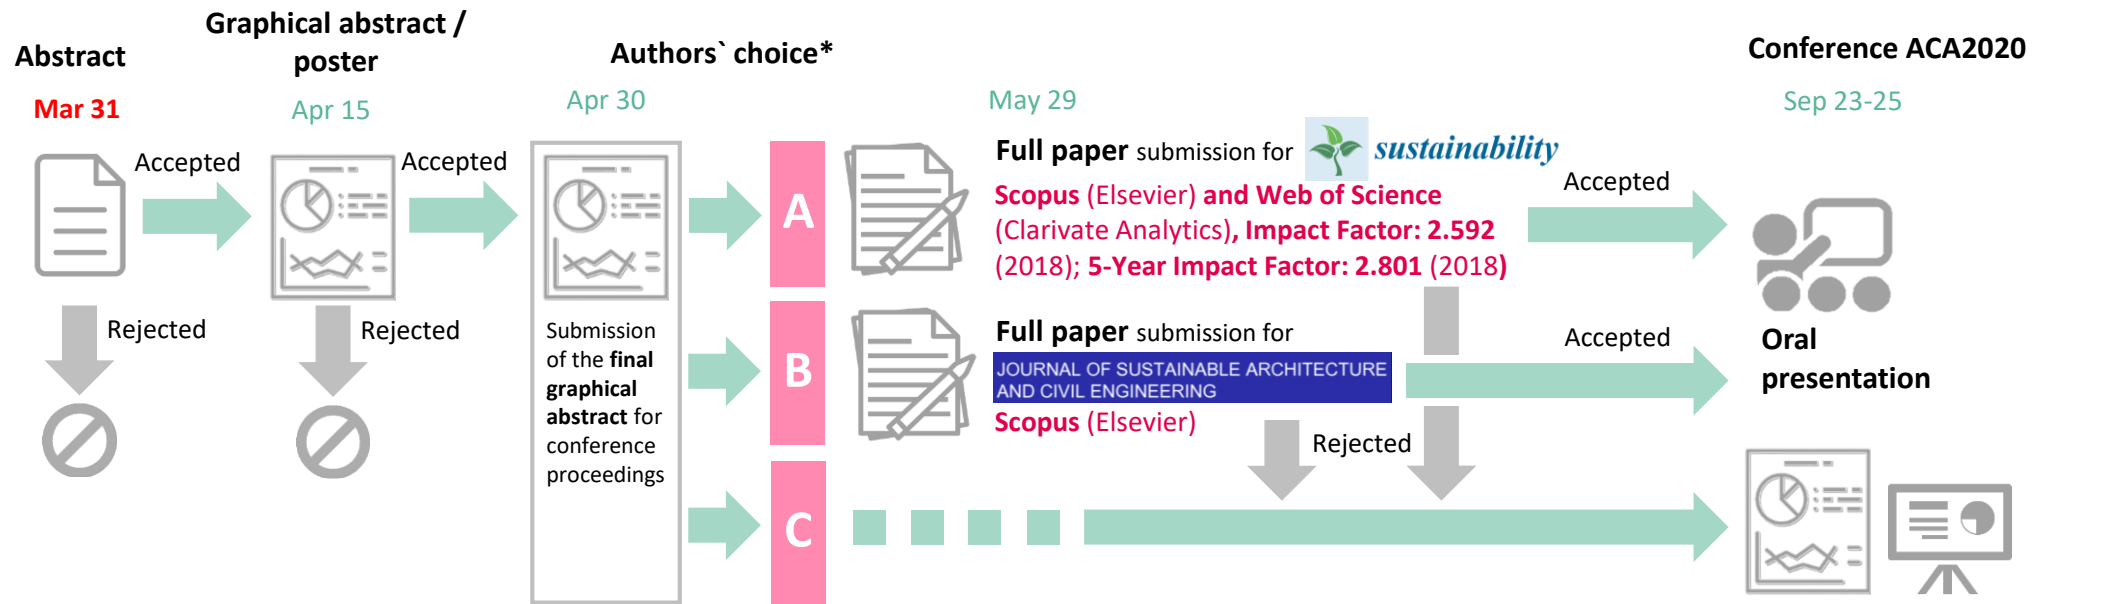 Abstract
Mar 31
Graphical abstract /
poster
Apr 15
Authors` choice*
Apr 30
May 29
Conference ACA2020
Sep 23-25
Accepted
Rejected
Accepted
Rejected
Submission
of the final
graphical
abstract for
conference
proceedings
A
Full paper submission for sustainability
Scopus (Elsevier) and Web of Science
(Clarivate Analytics), Impact Factor: 2.592
(2018); 5-Year Impact Factor: 2.801 (2018)
Accepted
B
Full paper submission for
JOURNAL OF SUSTAINABLE ARCHITECTURE
AND CIVIL ENGINEERING
Scopus (Elsevier)
Accepted
Rejected
Oral
presentation
C